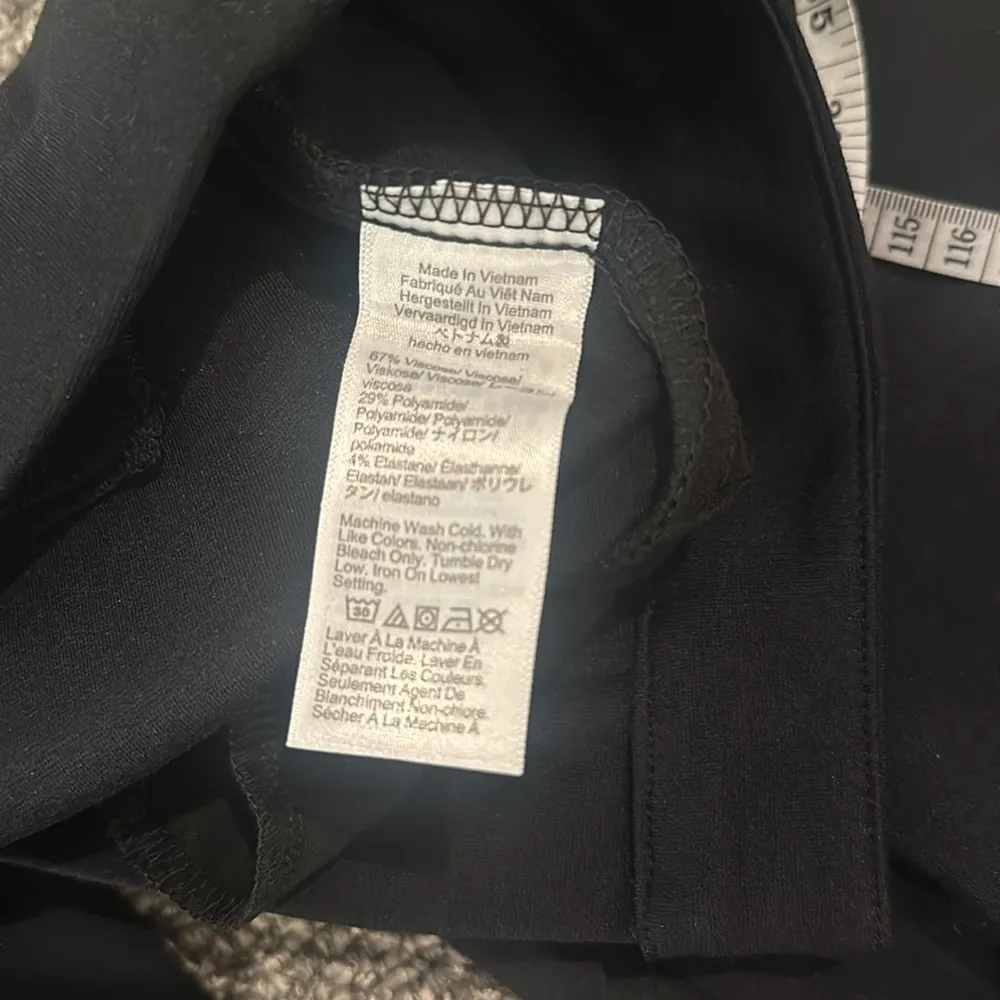 Made In Vietnam
Fabriqué Au Việt Nam
Hergestellt In Vietnam
Vervaardigd In Vietnam
ベトナム製
hecho en vietnam
67% Viscose/ Viscose/
Viskose/ Viscose/
viscosa
29% Polyamide/
Polyamide/ Polyamide/
Polyamide/ ナイロン/
poliamida
4% Elastane/ Élasthanne/
Elastan/ Elastaan/ ポリウレ
タン/ elastano
Machine Wash Cold. With
Like Colors. Non-chlorine
Bleach Only. Tumble Dry
Low. Iron On Lowest
Setting.
30
Laver À La Machine À
L'eau Froide. Laver En
Séparant Les Couleurs.
Seulement Agent De
Blanchiment Non-chlore.
Sécher À La Machine À
5
115 116